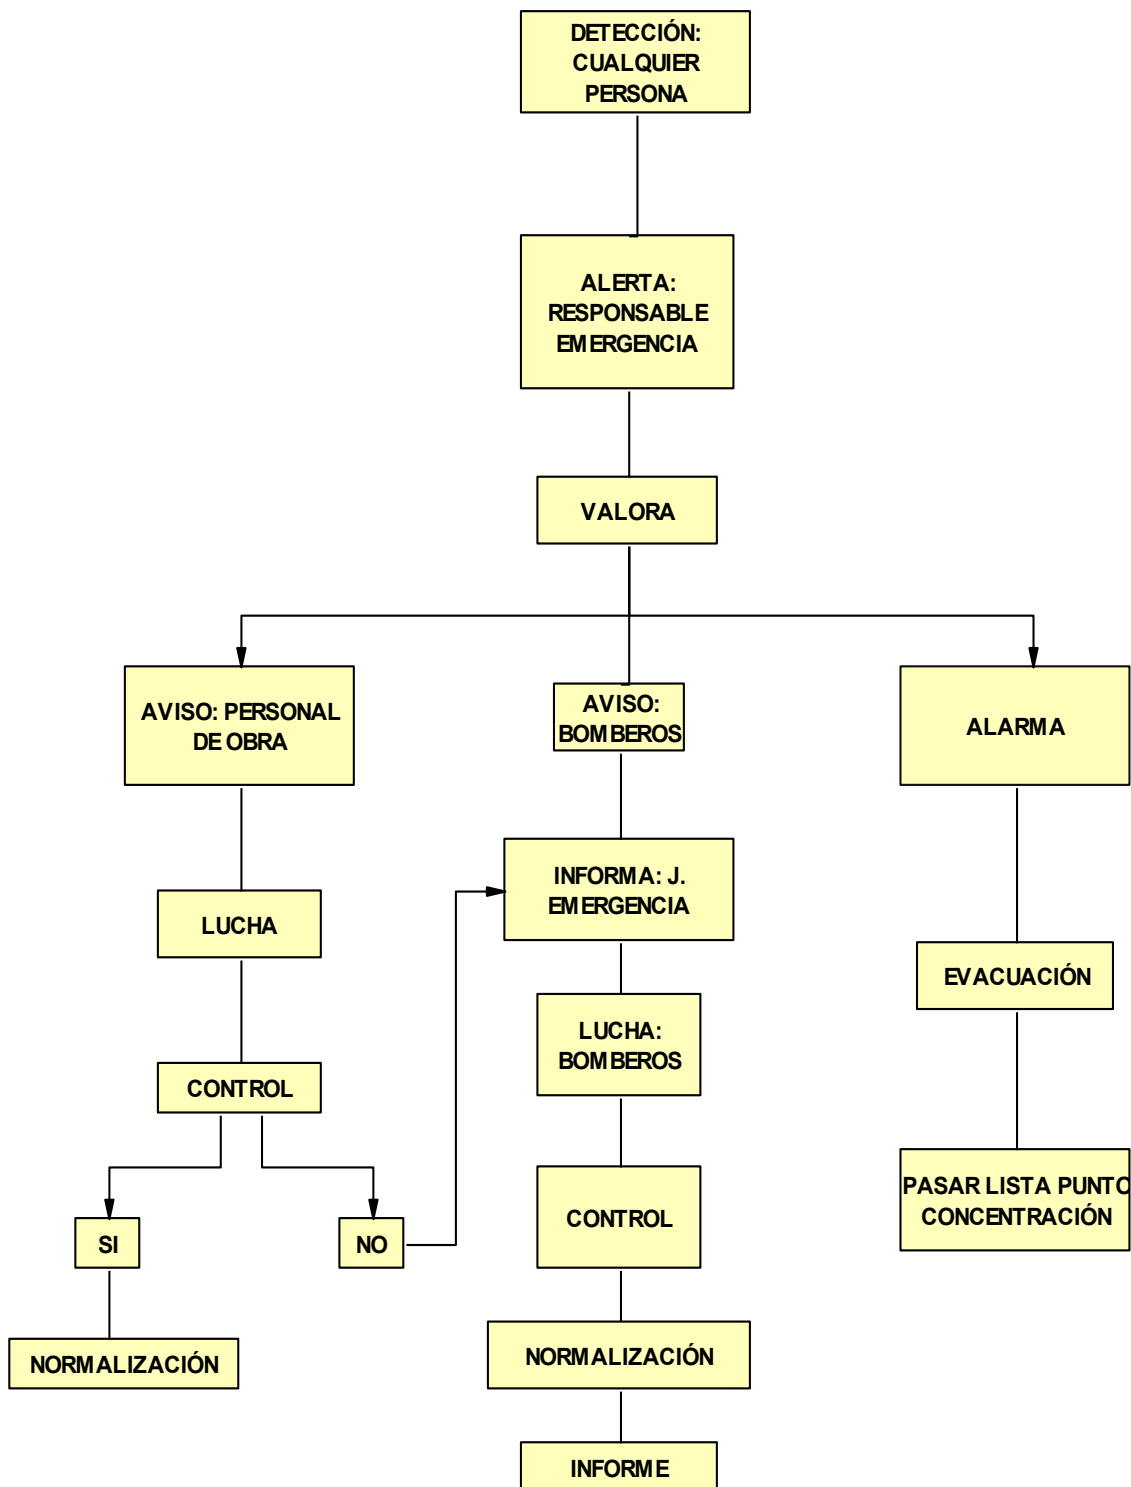 DETECCIÓN:
CUALQUIER
PERSONA
ALERTA:
RESPONSABLE
EMERGENCIA
VALORA
AVISO: PERSONAL
DE OBRA
AVISO:
BOMBEROS
ALARMA
INFORMA: J.
EMERGENCIA
LUCHA
EVACUACIÓN
LUCHA:
BOMBEROS
CONTROL
PASAR LISTA PUNTO
CONCENTRACIÓN
CONTROL
SI
NO
NORMALIZACIÓN
NORMALIZACIÓN
INFORME